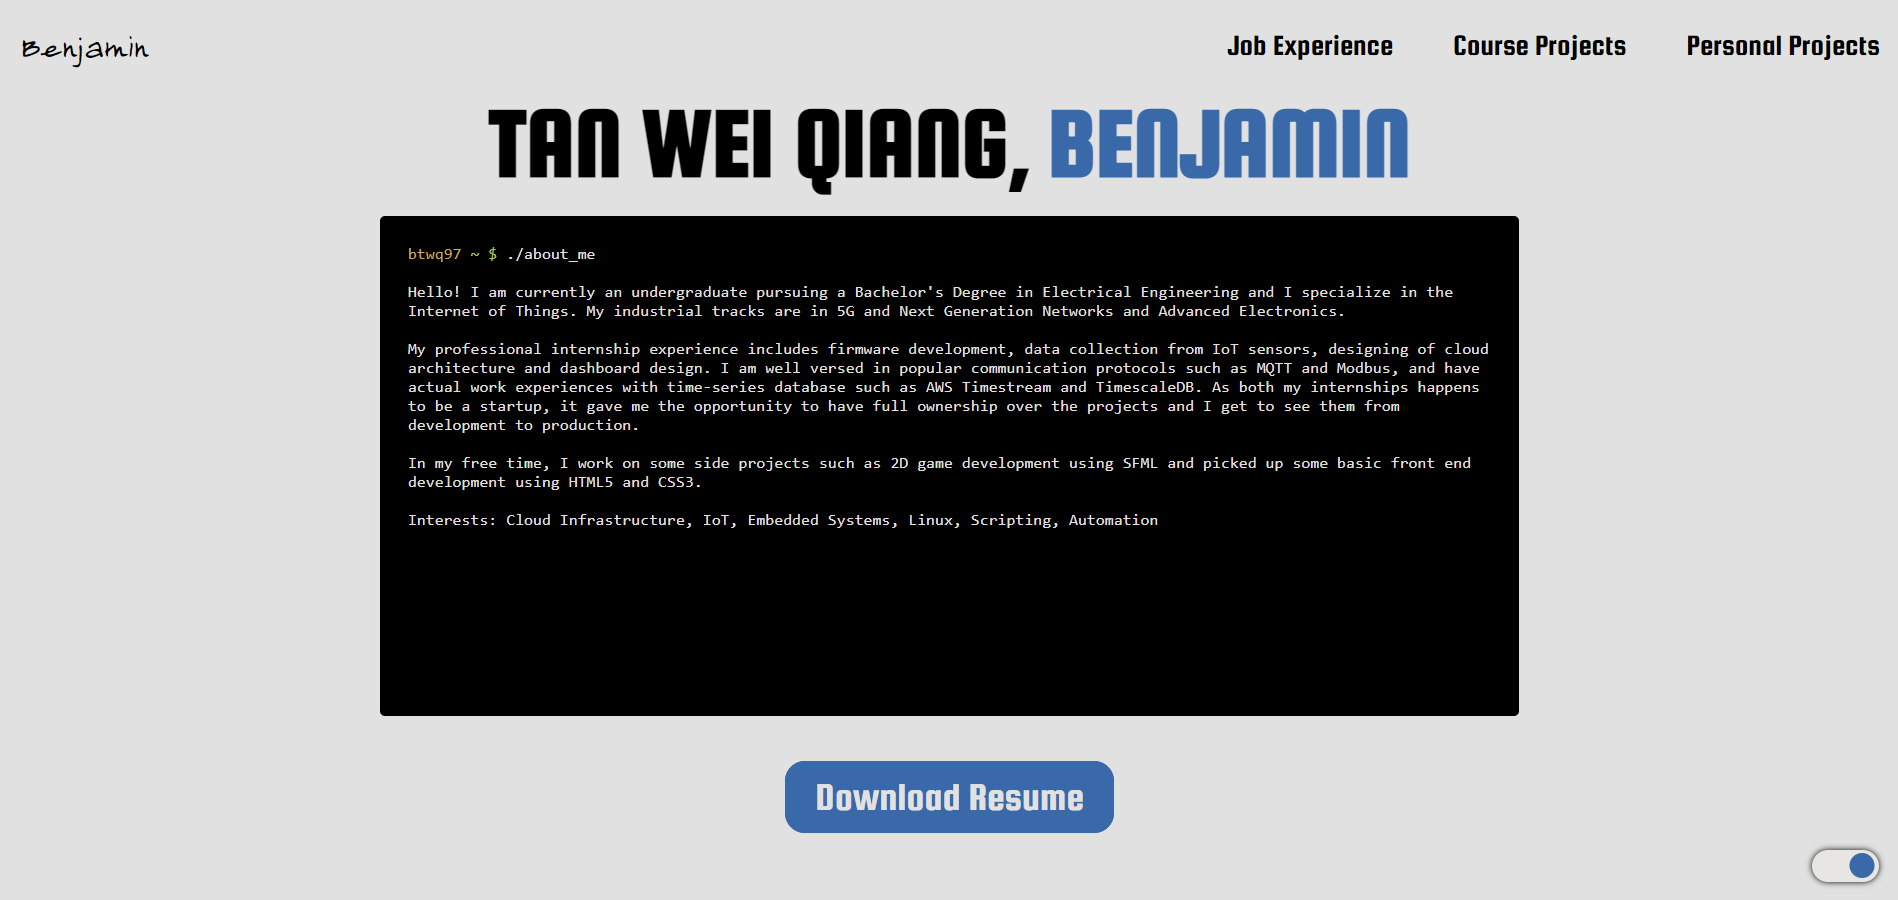 Benjamin
Job Experience Course Projects Personal Projects
TAN WEI QIANG, BENJAMIN
btwq97 ~ $ ./about_me
Hello! I am currently an undergraduate pursuing a Bachelor's Degree in Electrical Engineering and I specialize in the
Internet of Things. My industrial tracks are in 5G and Next Generation Networks and Advanced Electronics.
My professional internship experience includes firmware development, data collection from IoT sensors, designing of cloud
architecture and dashboard design. I am well versed in popular communication protocols such as MQTT and Modbus, and have
actual work experiences with time-series database such as AWS Timestream and TimescaleDB. As both my internships happens
to be a startup, it gave me the opportunity to have full ownership over the projects and I get to see them from
development to production.
In my free time, I work on some side projects such as 2D game development using SFML and picked up some basic front end
development using HTML5 and CSS3.
Interests: Cloud Infrastructure, IoT, Embedded Systems, Linux, Scripting, Automation
Download Resume